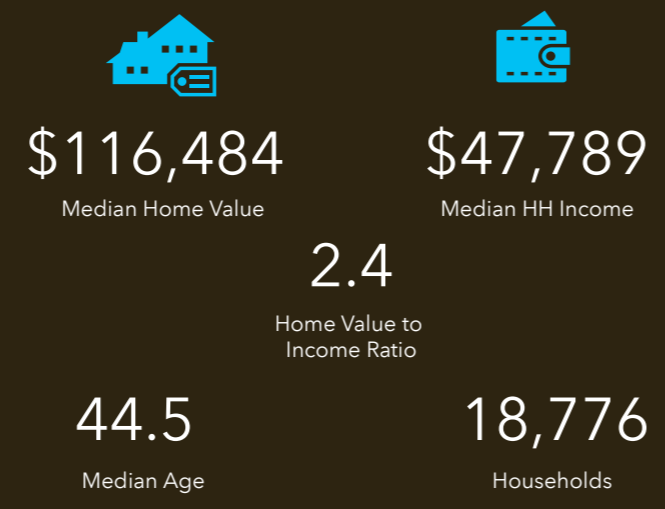 $116,484
Median Home Value
$47,789
Median HH Income
2.4
Home Value to
Income Ratio
44.5
Median Age
18,776
Households